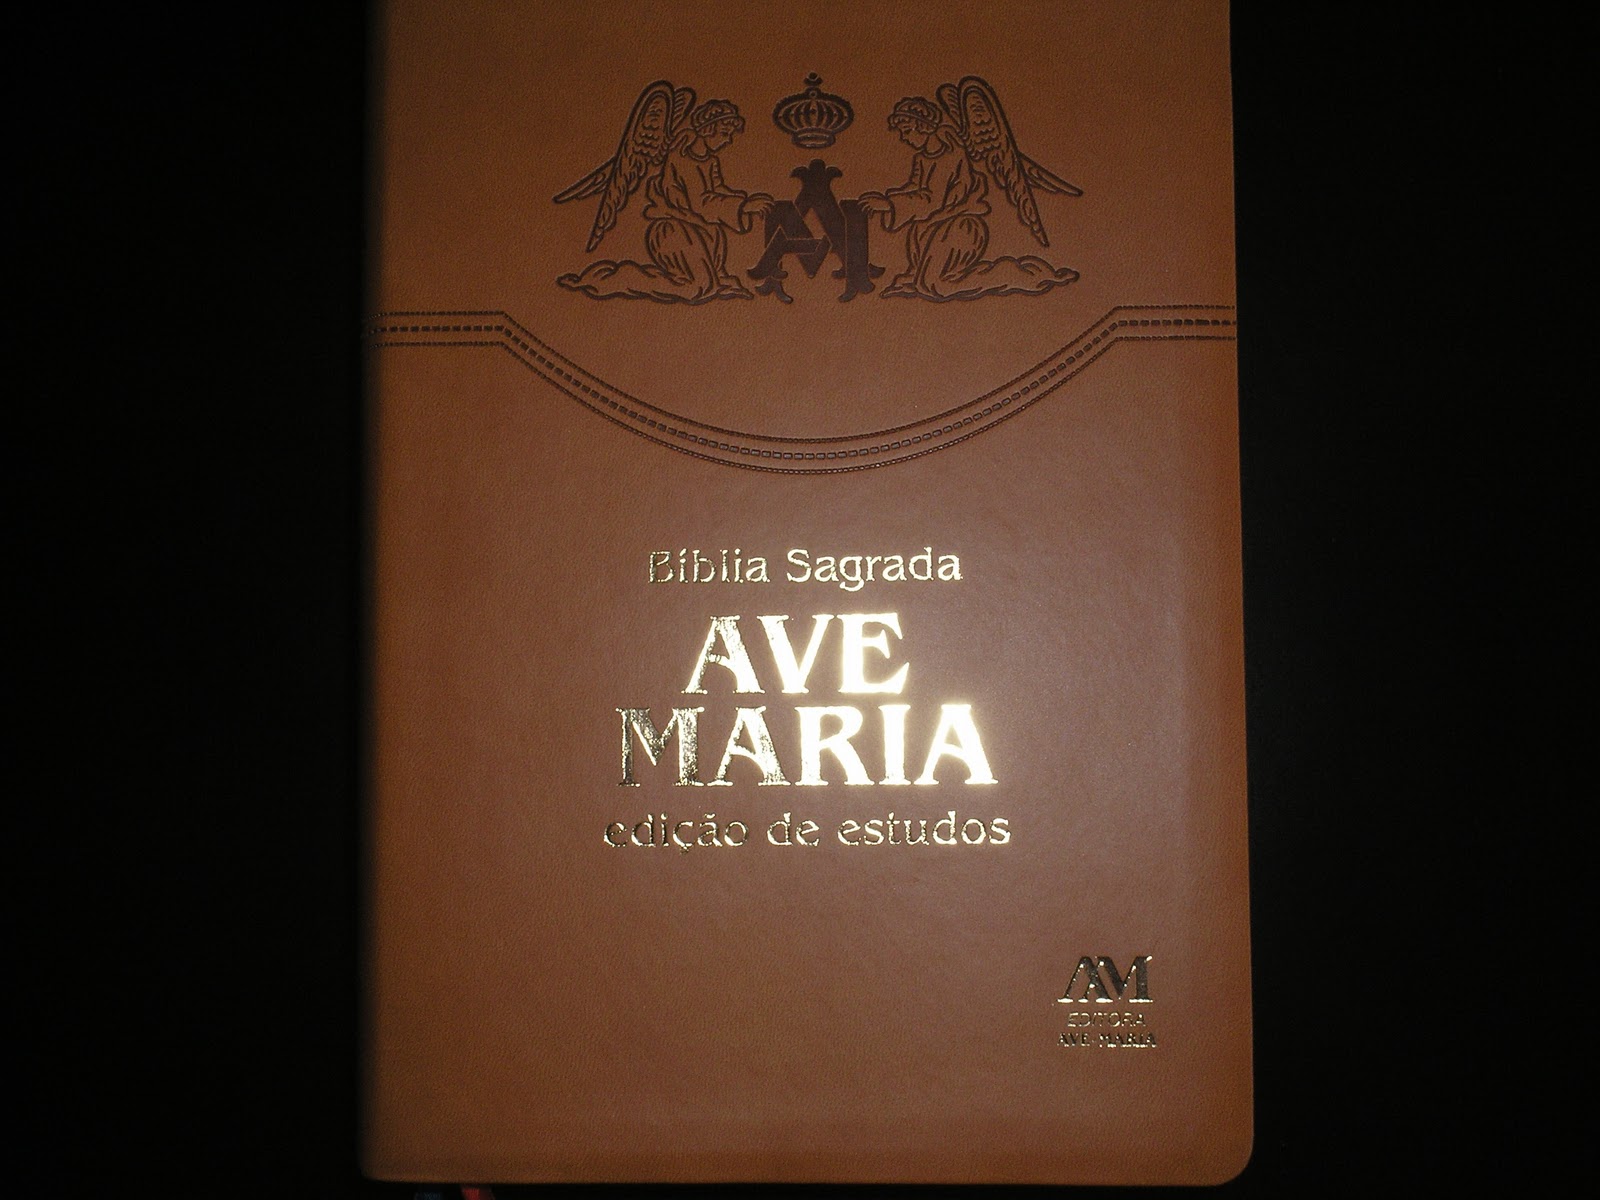 Bíblia Sagrada
AVE
MARIA
edição de estudos
AM
EDITORA
AVE-MARIA